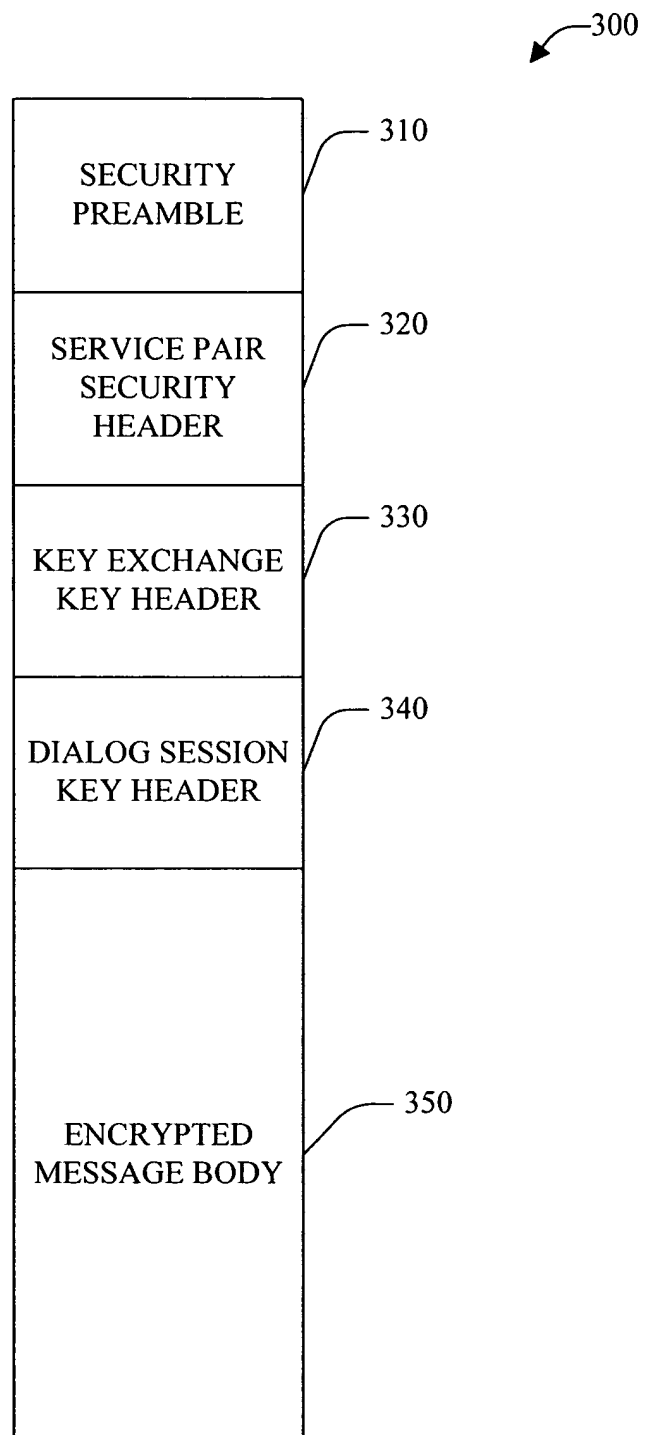 300
SECURITY
PREAMBLE
310
SERVICE PAIR
SECURITY
HEADER
320
KEY EXCHANGE
KEY HEADER
330
DIALOG SESSION
KEY HEADER
340
ENCRYPTED
MESSAGE BODY
350